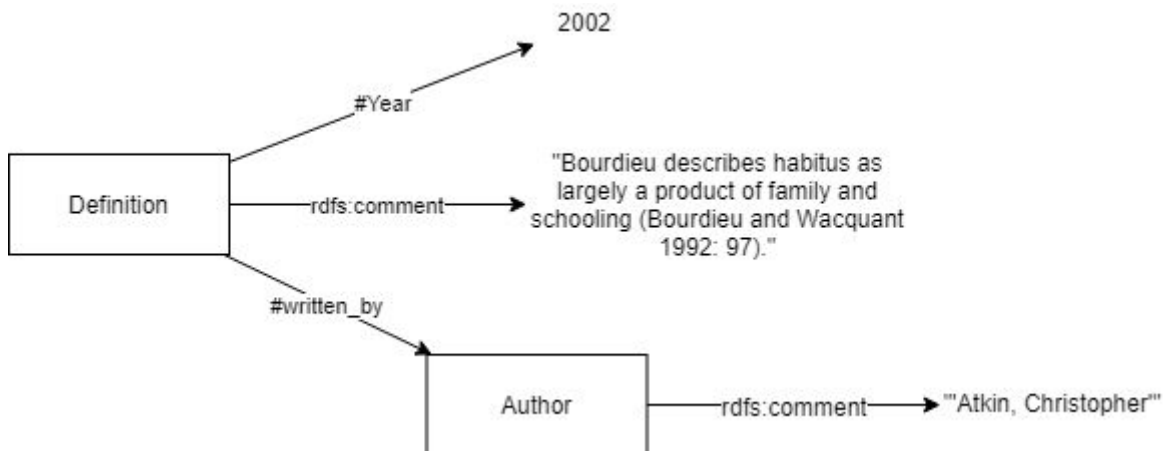 2002
#Year
Definition
rdfs:comment
"Bourdieu describes habitus as
largely a product of family and
schooling (Bourdieu and Wacquant
1992: 97)."
#written_by
Author
rdfs:comment
"'Atkin, Christopher'"